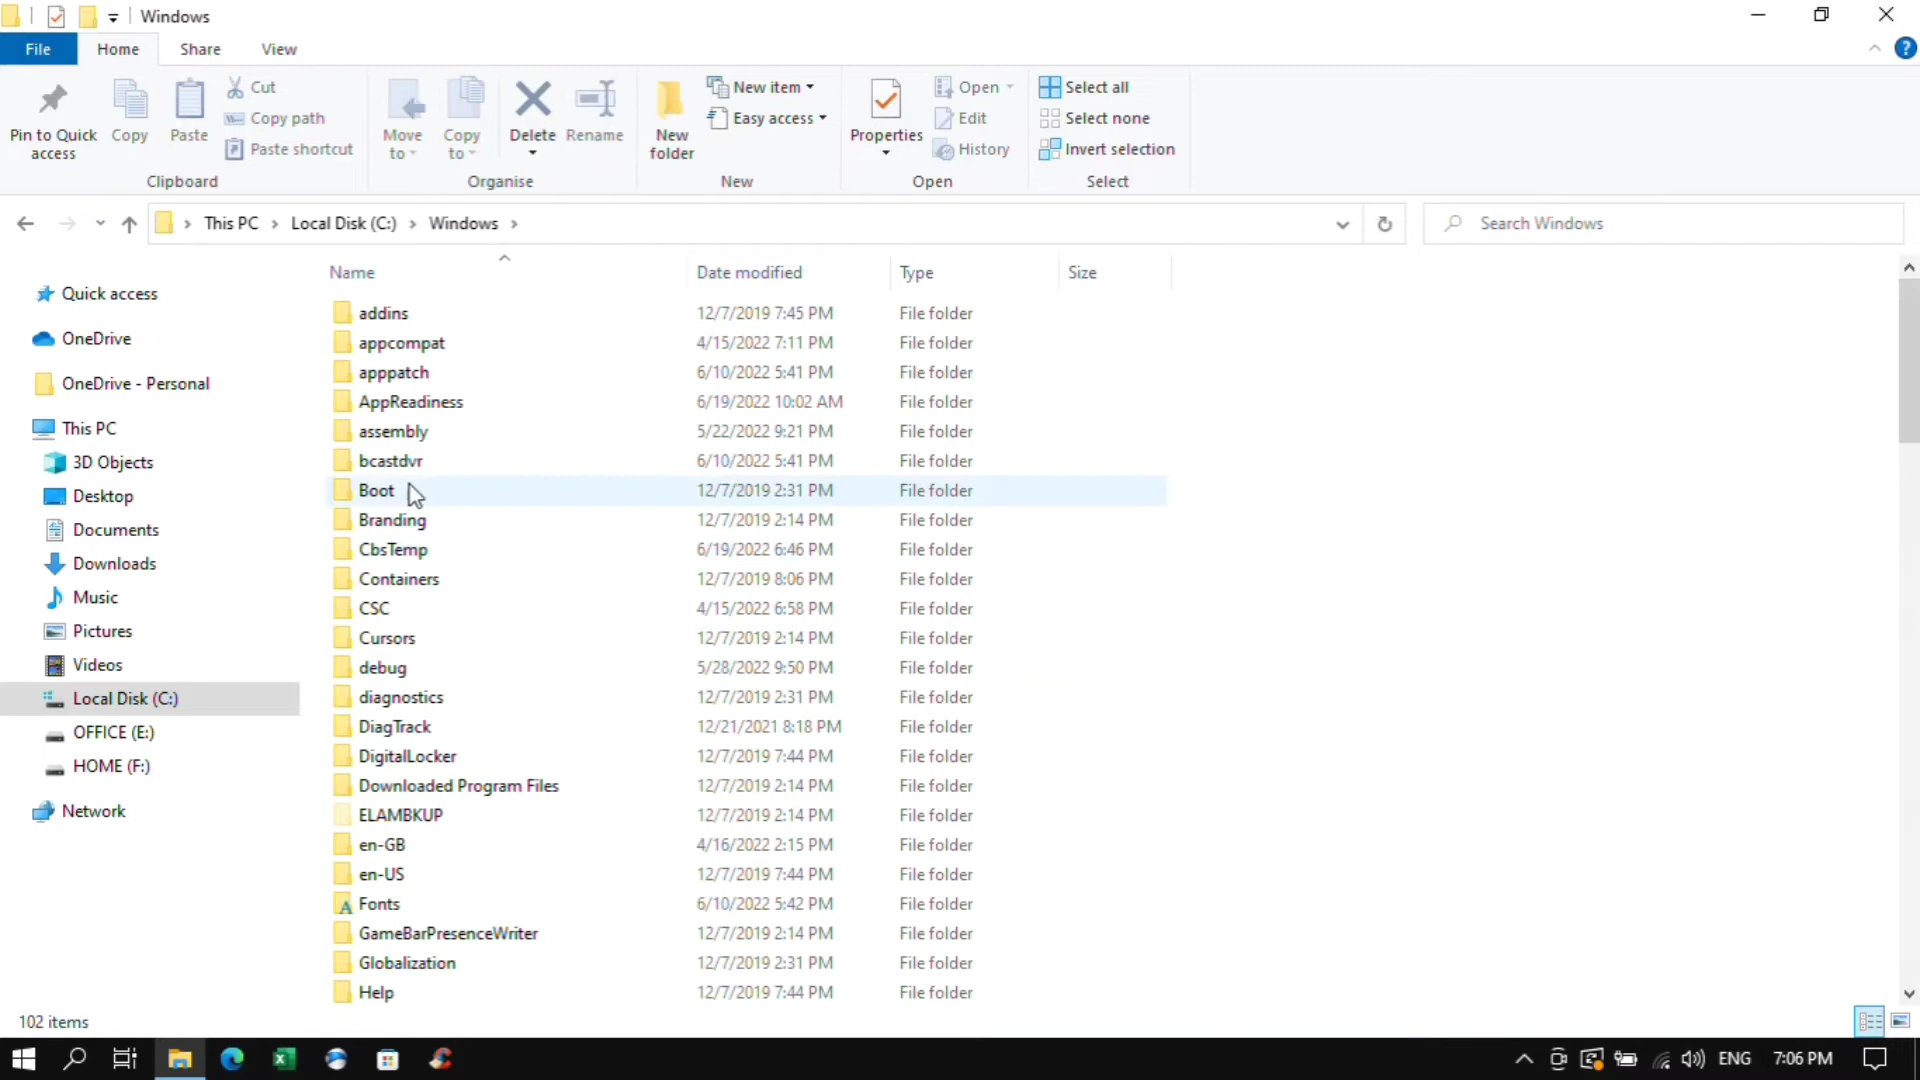 Windows
File Home Share View
Pin to Quick access
Copy
Paste
Cut
Copy path
Paste shortcut
Clipboard
Move to
Copy to
Delete
Rename
Organise
New folder
New item
Easy access
New
Properties
Open
Edit
History
Open
Select all
Select none
Invert selection
Select
This PC Local Disk (C:) Windows
Search Windows
Quick access
OneDrive
OneDrive - Personal
This PC
3D Objects
Desktop
Documents
Downloads
Music
Pictures
Videos
Local Disk (C:)
OFFICE (E:)
HOME (F:)
Network
Name Date modified Type Size
addins 12/7/2019 7:45 PM File folder
appcompat 4/15/2022 7:11 PM File folder
apppatch 6/10/2022 5:41 PM File folder
AppReadiness 6/19/2022 10:02 AM File folder
assembly 5/22/2022 9:21 PM File folder
bcastdvr 6/10/2022 5:41 PM File folder
Boot 12/7/2019 2:31 PM File folder
Branding 12/7/2019 2:14 PM File folder
CbsTemp 6/19/2022 6:46 PM File folder
Containers 12/7/2019 8:06 PM File folder
CSC 4/15/2022 6:58 PM File folder
Cursors 12/7/2019 2:14 PM File folder
debug 5/28/2022 9:50 PM File folder
diagnostics 12/7/2019 2:31 PM File folder
DiagTrack 12/21/2021 8:18 PM File folder
DigitalLocker 12/7/2019 7:44 PM File folder
Downloaded Program Files 12/7/2019 2:14 PM File folder
ELAMBKUP 12/7/2019 2:14 PM File folder
en-GB 4/16/2022 2:15 PM File folder
en-US 12/7/2019 7:44 PM File folder
Fonts 6/10/2022 5:42 PM File folder
GameBarPresenceWriter 12/7/2019 2:14 PM File folder
Globalization 12/7/2019 2:31 PM File folder
Help 12/7/2019 7:44 PM File folder
102 items
ENG 7:06 PM